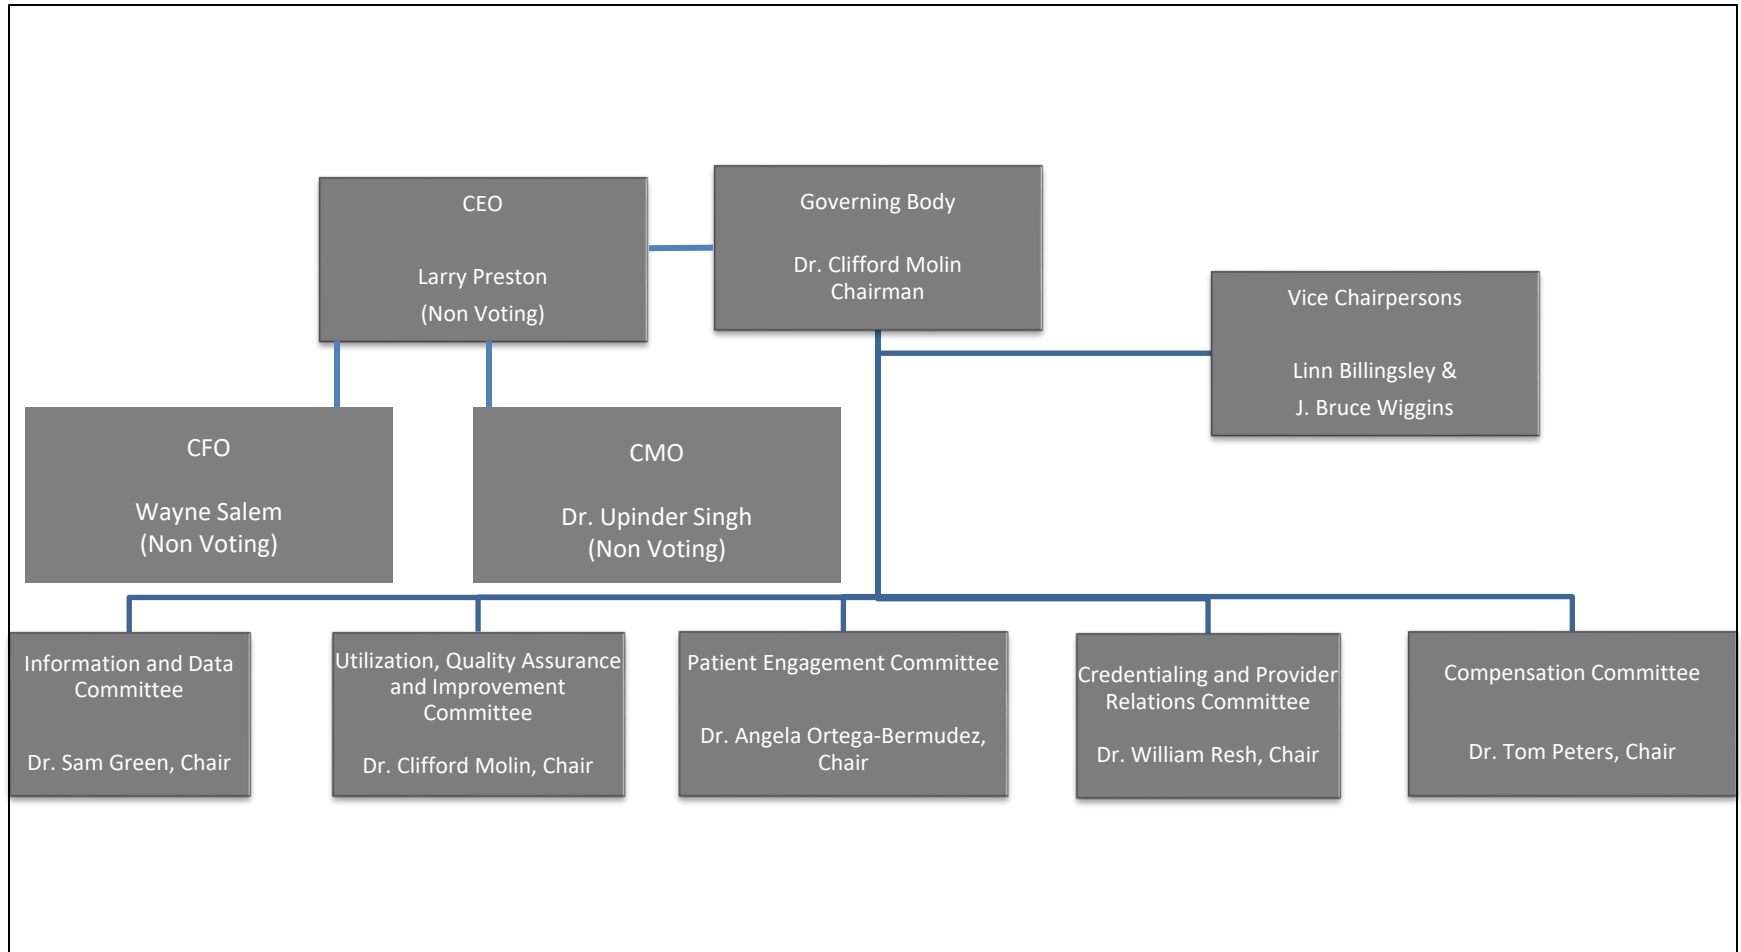 CEO
Larry Preston
(Non Voting)
Governing Body
Dr. Clifford Molin
Chairman
Vice Chairpersons
Linn Billingsley &
J. Bruce Wiggins
CFO
Wayne Salem
(Non Voting)
CMO
Dr. Upinder Singh
(Non Voting)
Information and Data
Committee
Dr. Sam Green, Chair
Utilization, Quality Assurance
and Improvement
Committee
Dr. Clifford Molin, Chair
Patient Engagement Committee
Dr. Angela Ortega-Bermudez,
Chair
Credentialing and Provider
Relations Committee
Dr. William Resh, Chair
Compensation Committee
Dr. Tom Peters, Chair